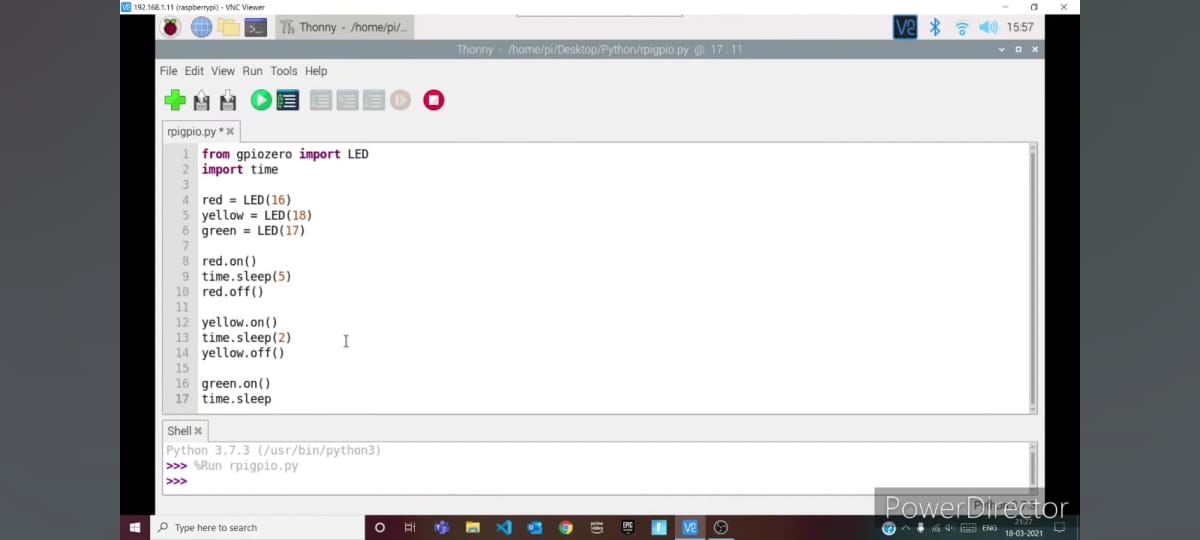 192.168.1.11 (raspberrypi) - VNC Viewer
Thonny - /home/pi/... 15:57
Thonny - /home/pi/Desktop/Python/rpigpio.py @ 17:11
File Edit View Run Tools Help
rpigpio.py *
1 from gpiozero import LED
2 import time
3
4 red = LED(16)
5 yellow = LED(18)
6 green = LED(17)
7
8 red.on()
9 time.sleep(5)
10 red.off()
11
12 yellow.on()
13 time.sleep(2)
14 yellow.off()
15
16 green.on()
17 time.sleep
Shell
Python 3.7.3 (/usr/bin/python3)
>>> %Run rpigpio.py
>>>
PowerDirector
Type here to search
ENG 21:27
18-03-2021